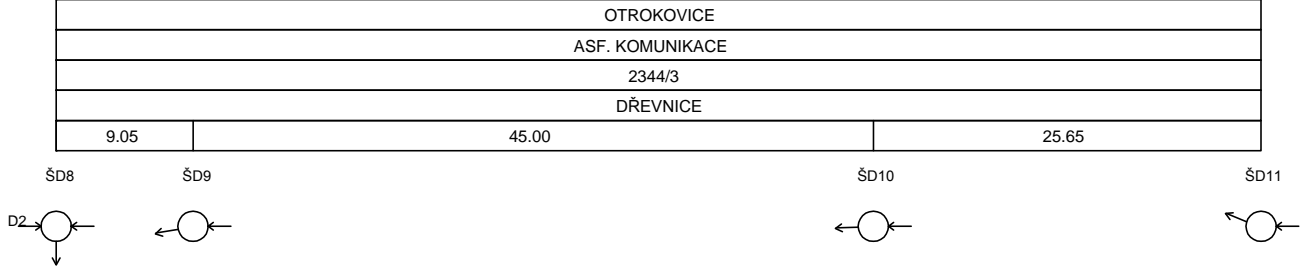 OTROKOVICE
ASF. KOMUNIKACE
2344/3
DŘEVNICE
9.05 45.00 25.65
ŠD8 ŠD9 ŠD10 ŠD11
D2